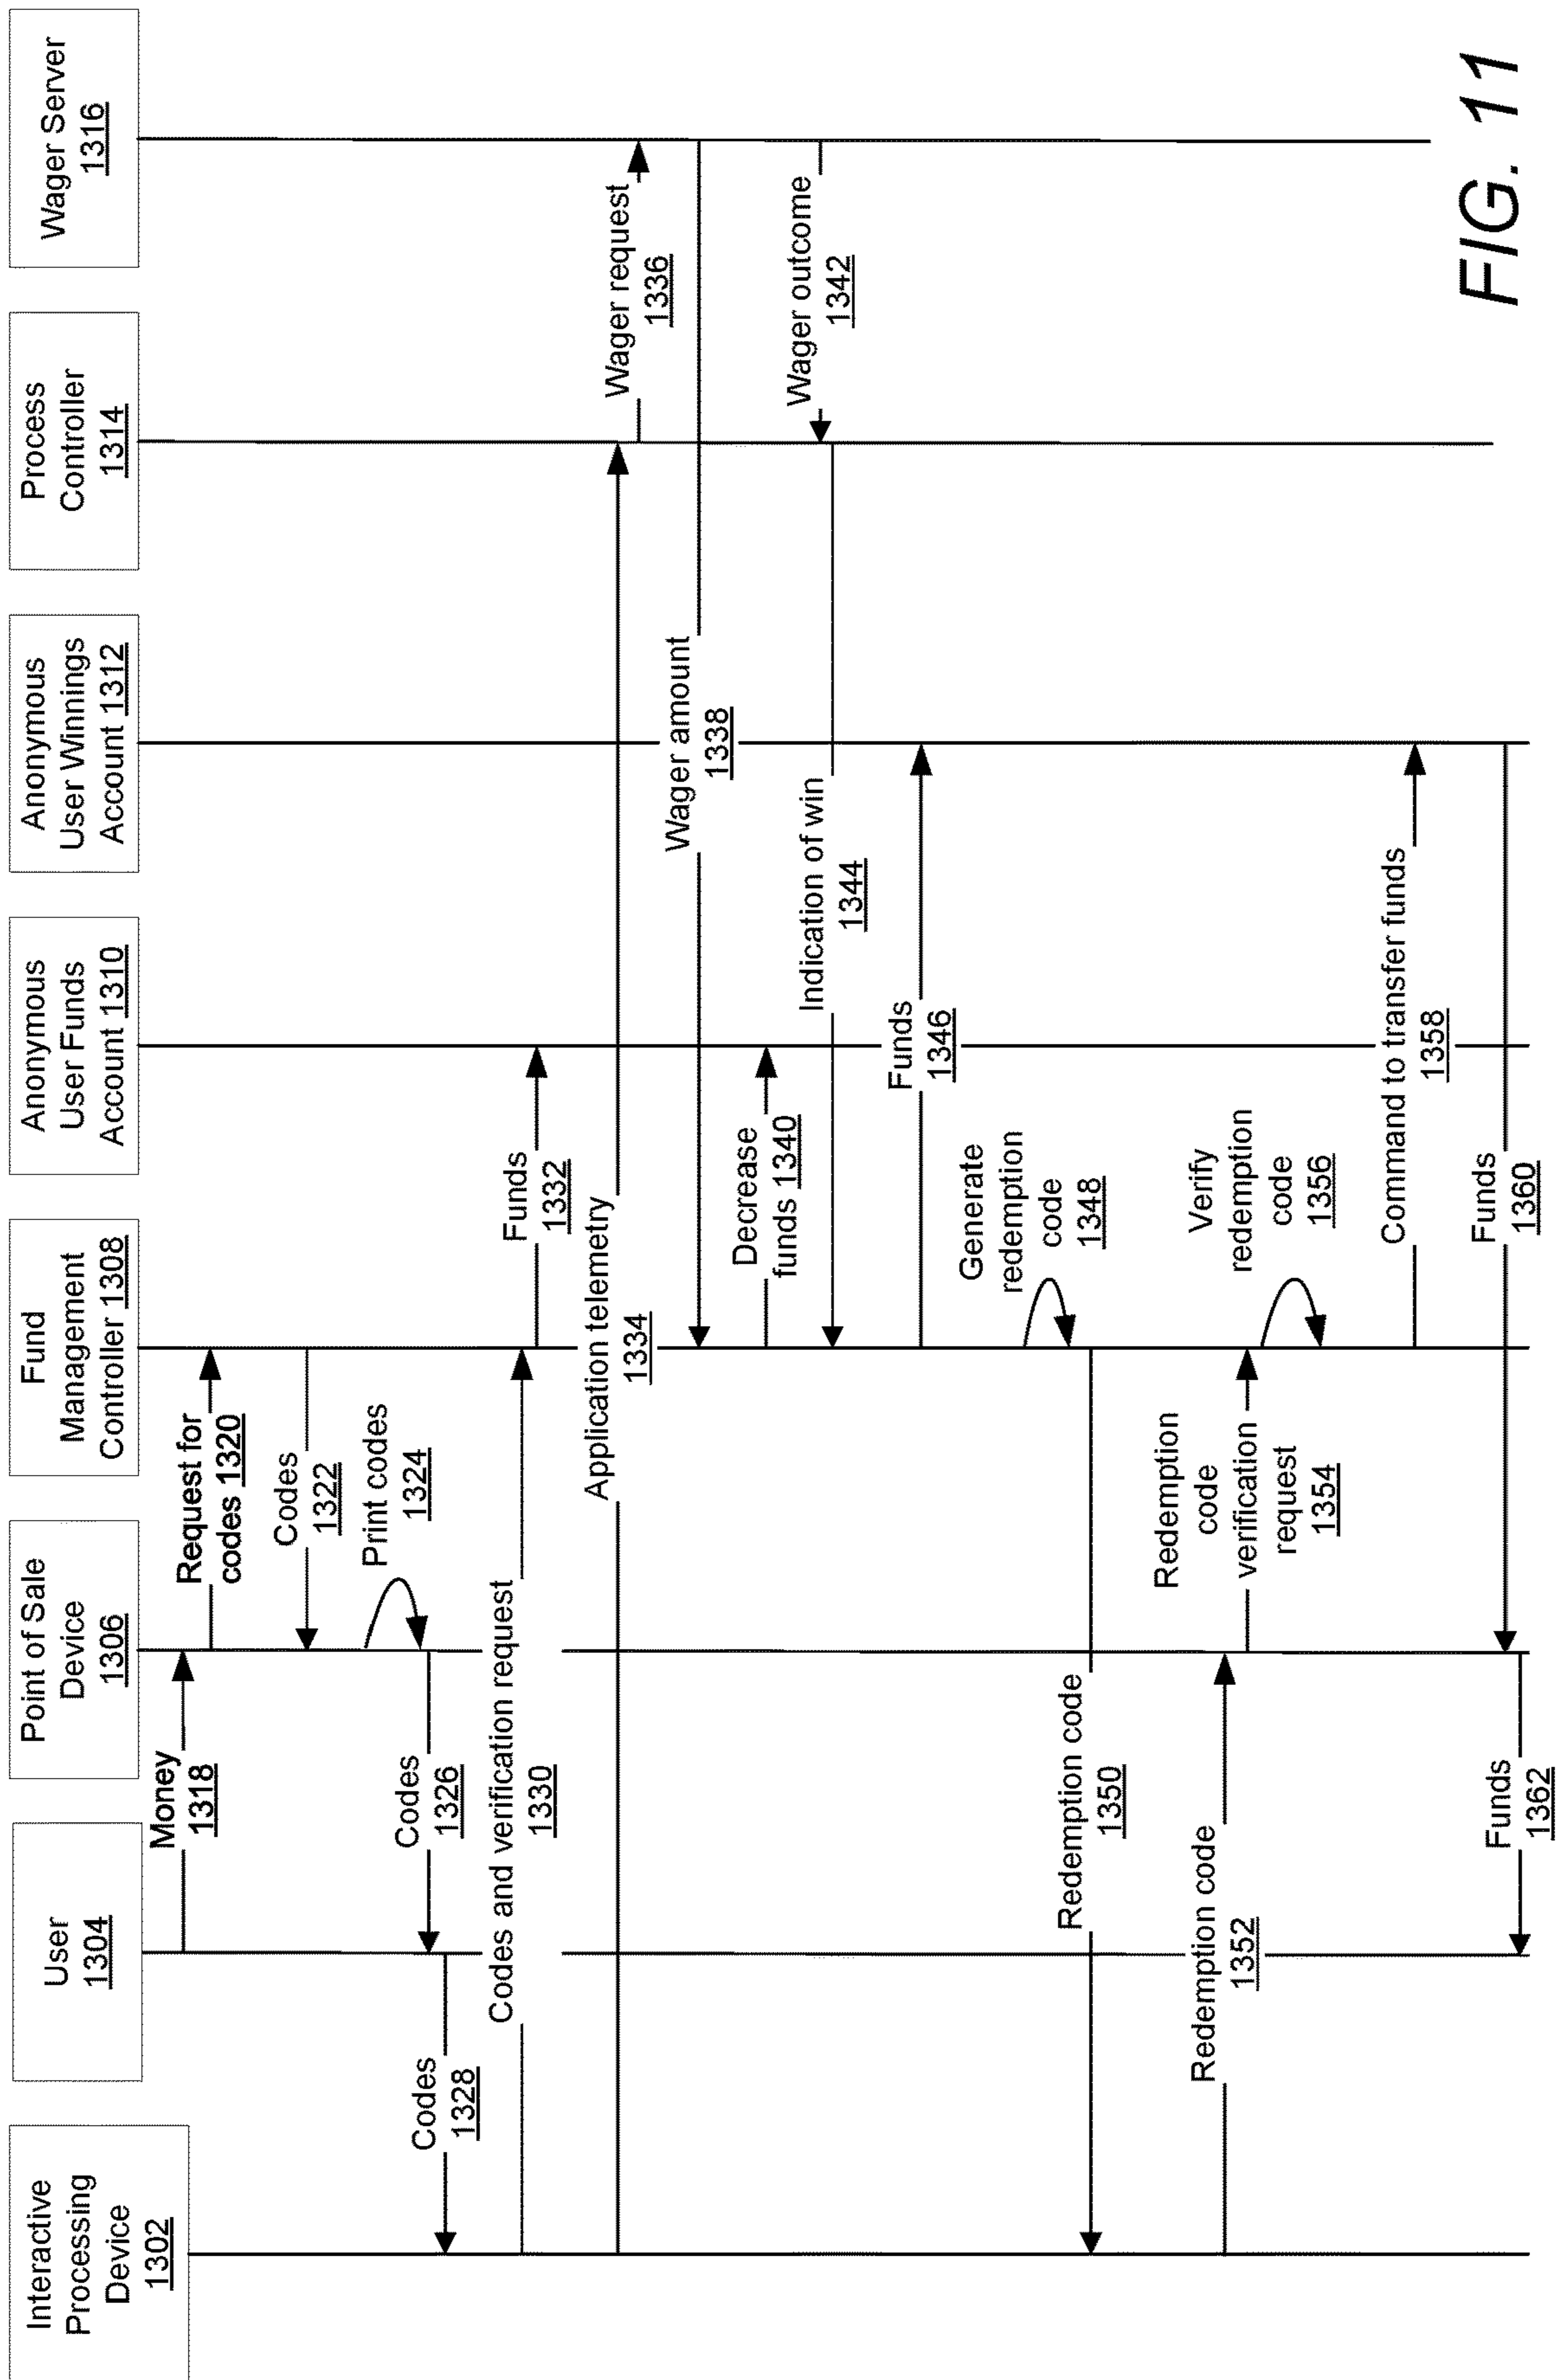 Interactive
Processing
Device
1302
User
1304
Point of Sale
Device
1306
Fund
Management
Controller 1308
Anonymous
User Funds
Account 1310
Anonymous
User Winnings
Account 1312
Process
Controller
1314
Wager Server
1316
Money
1318
Request for
codes 1320
Codes
1322
Print codes
1324
Codes
1326
Codes
1328
Codes and verification request
1330
Funds
1332
Application telemetry
1334
Wager request
1336
Wager amount
1338
Decrease
funds 1340
Wager outcome
1342
Indication of win
1344
Funds
1346
Generate
redemption
code
1348
Redemption code
1350
Redemption code
1352
Redemption
code
verification
request
1354
Verify
redemption
code
1356
Command to transfer funds
1358
Funds
1360
Funds
1362
FIG. 11